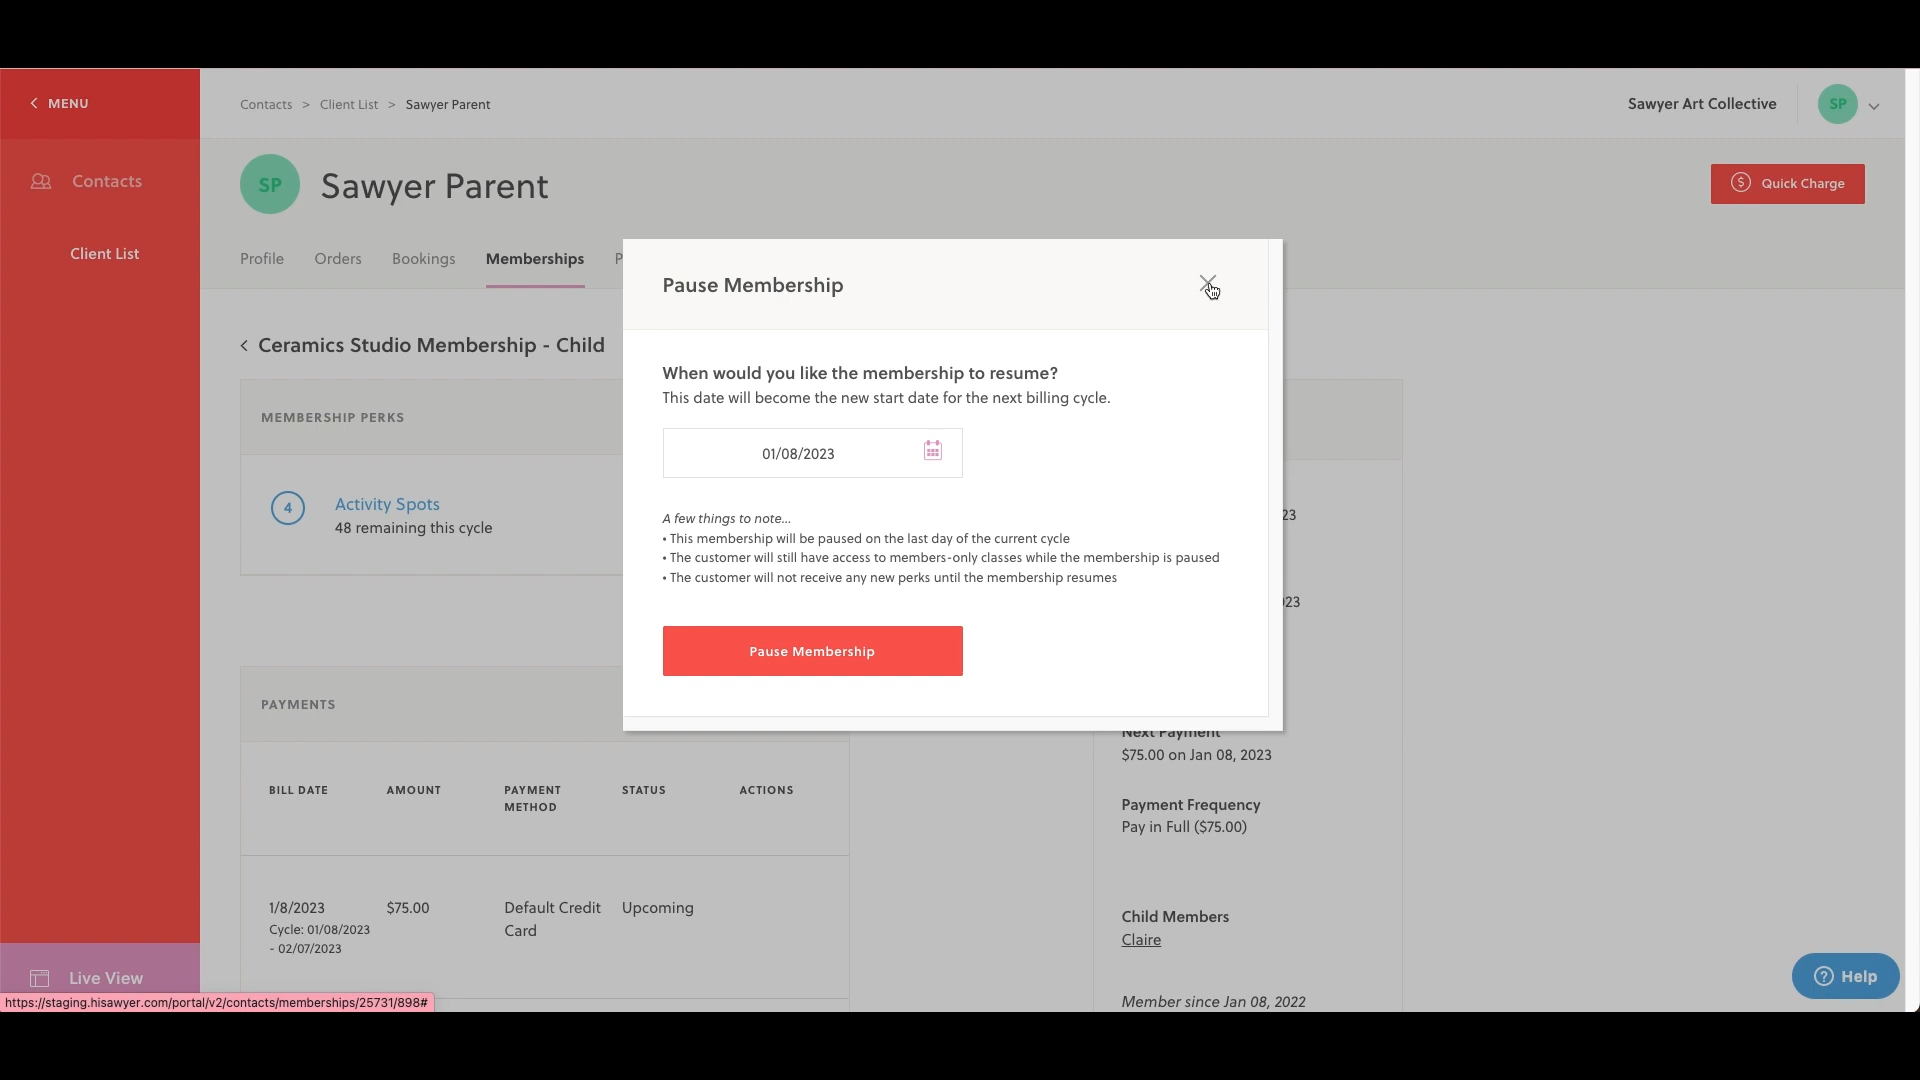 MENU
Contacts > Client List > Sawyer Parent
Sawyer Art Collective
SP
Contacts
Client List
SP
Sawyer Parent
Quick Charge
Profile
Orders
Bookings
Memberships
P
Ceramics Studio Membership - Child
MEMBERSHIP PERKS
4
Activity Spots
48 remaining this cycle
Pause Membership
When would you like the membership to resume?
This date will become the new start date for the next billing cycle.
01/08/2023
A few things to note...
• This membership will be paused on the last day of the current cycle
• The customer will still have access to members-only classes while the membership is paused
• The customer will not receive any new perks until the membership resumes
Pause Membership
23
23
PAYMENTS
BILL DATE
AMOUNT
PAYMENT
METHOD
STATUS
ACTIONS
1/8/2023
Cycle: 01/08/2023
- 02/07/2023
$75.00
Default Credit
Card
Upcoming
Next Payment
$75.00 on Jan 08, 2023
Payment Frequency
Pay in Full ($75.00)
Child Members
Claire
Member since Jan 08, 2022
Live View
Help
https://staging.hisawyer.com/portal/v2/contacts/memberships/25731/898#